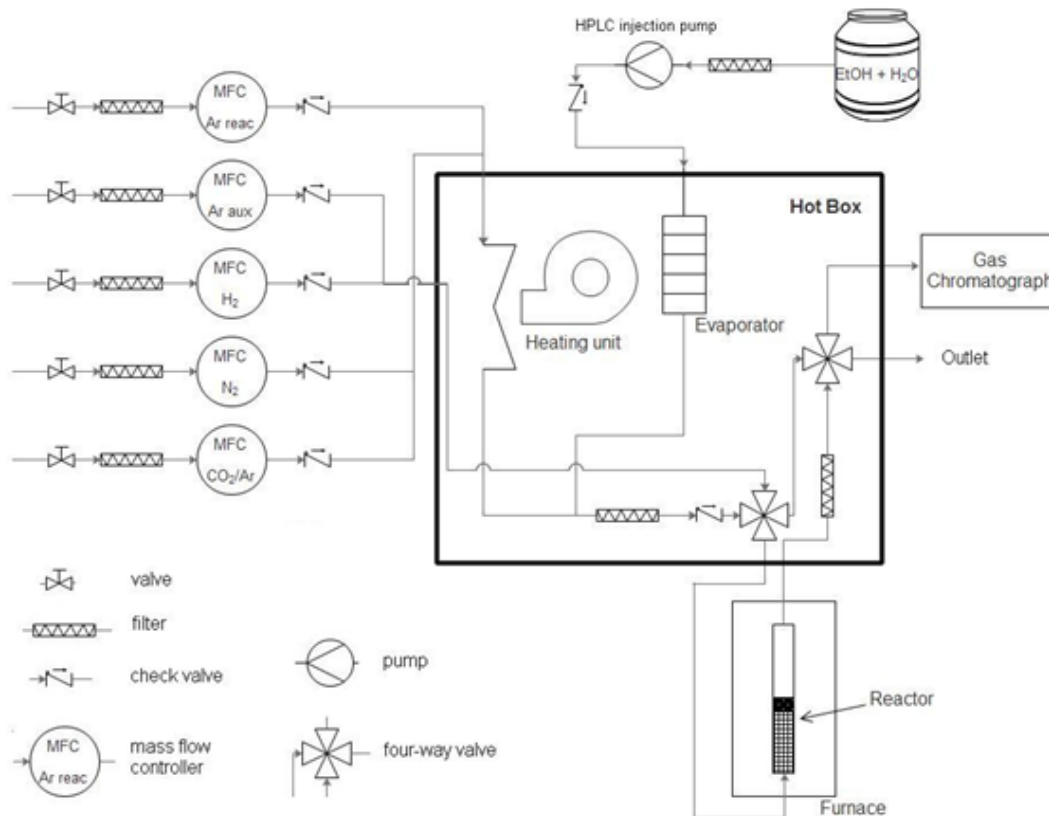 HPLC injection pump
EtOH + H₂O
MFC
Ar reac
MFC
Ar aux
MFC
H₂
MFC
N₂
MFC
CO₂/Ar
Hot Box
Heating unit
Evaporator
Gas
Chromatograph
Outlet
valve
filter
check valve
MFC
Ar reac
mass flow
controller
pump
four-way valve
Reactor
Furnace